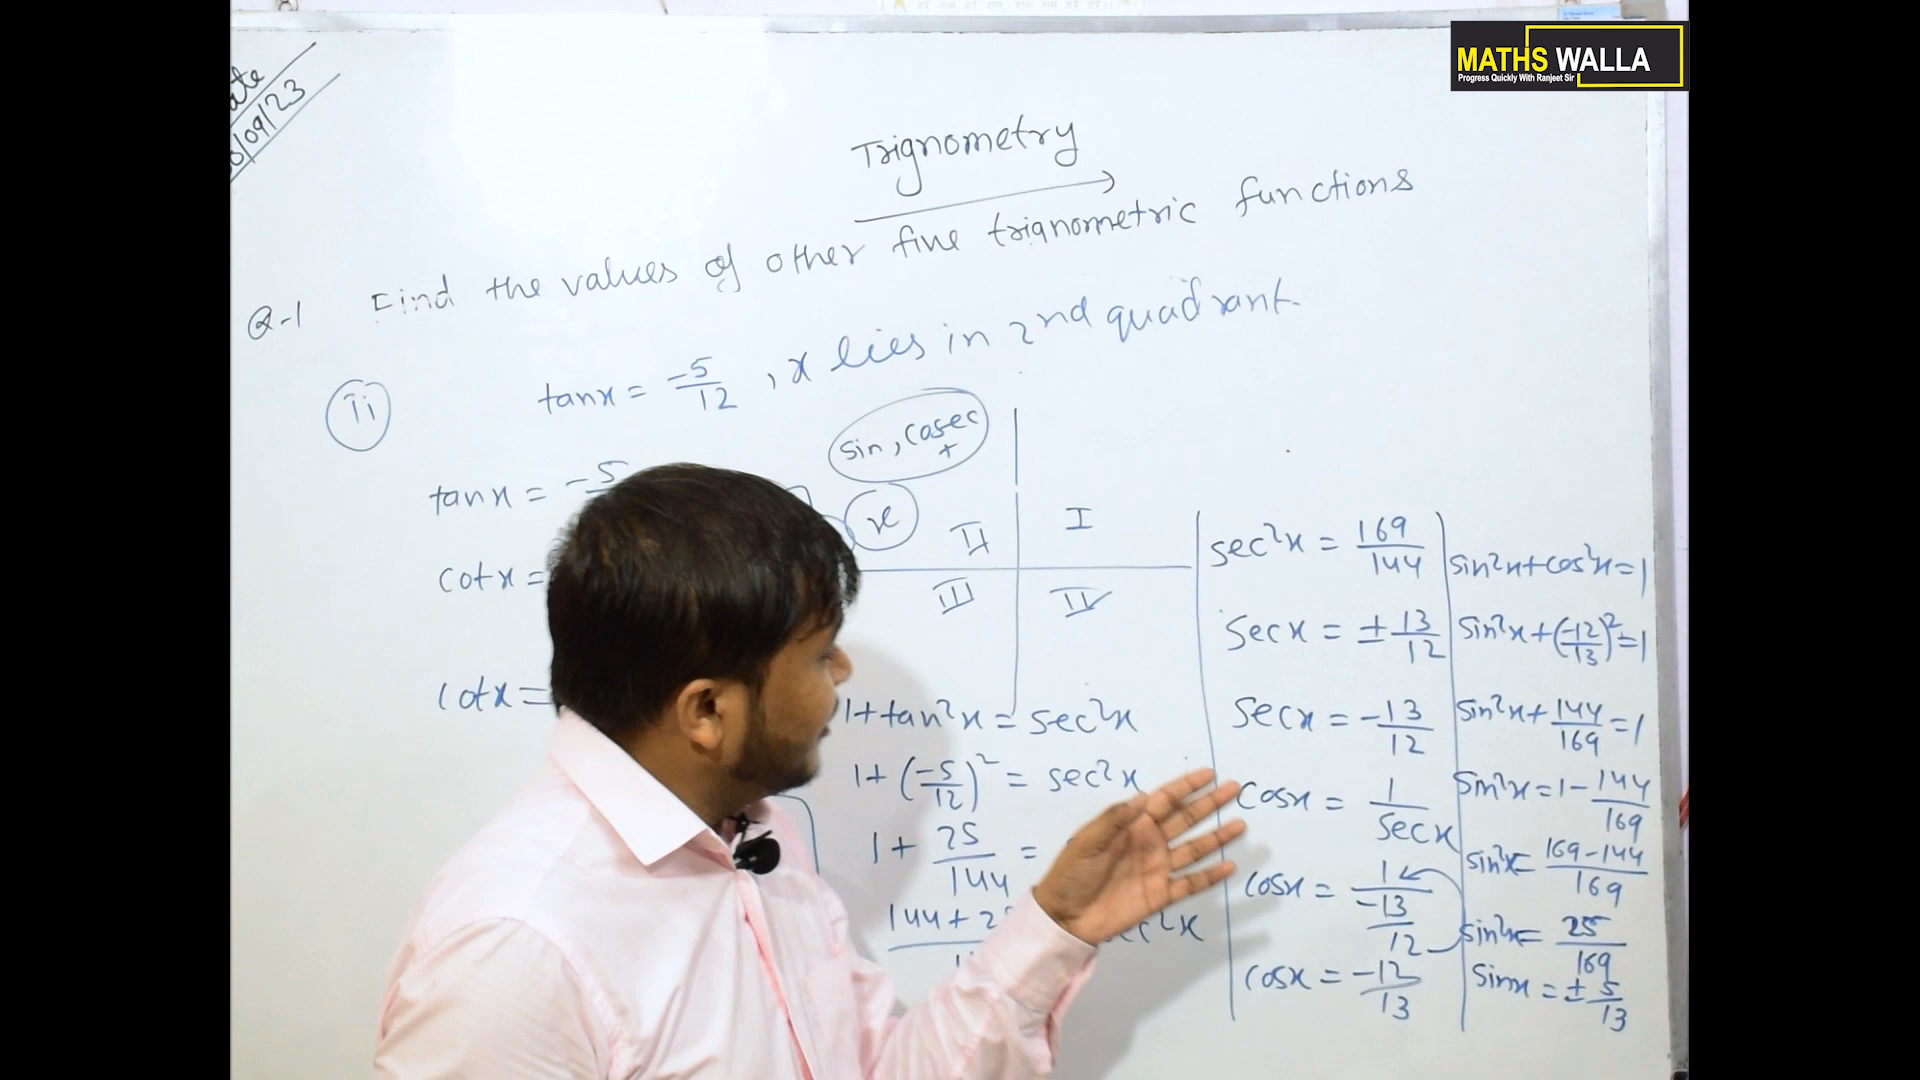 MATHS WALLA
Progress Quickly With Ranjeet Sir
ate
/09/23
Trignometry
Q-1 Find the values of other five trignometric functions
ii tanx = -5/12 , x lies in 2nd quadrant.
sin, cosec
+
tanx = -5
x
II
I
cotx =
III
IV
cotx =
1+tan²x = sec²x
1+(-5/12)² = sec²x
1+ 25/144 =
144+2
c²x
sec²x = 169/144
Secx = ± 13/12
Secx = -13/12
cosx = 1/secx
cosx = 1/(-13/12)
cosx = -12/13
sin²x+cos²x=1
sin²x+(-12/13)²=1
sin²x+144/169=1
sin²x=1-144/169
sin²x=169-144/169
sin²x=25/169
Sinx = ± 5/13